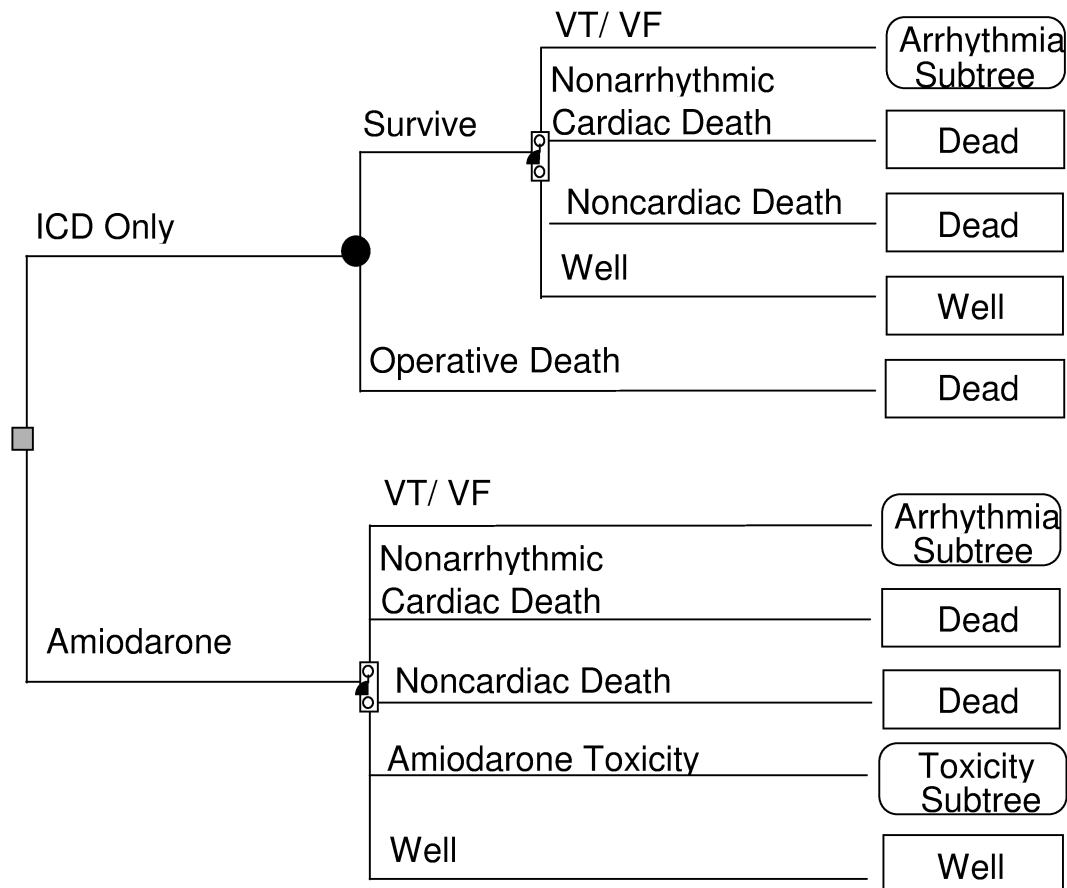 VT/ VF
Arrhythmia
Subtree
Nonarrhythmic
Cardiac Death
Dead
Survive
Noncardiac Death
Dead
ICD Only
Well
Well
Operative Death
Dead
VT/ VF
Arrhythmia
Subtree
Nonarrhythmic
Cardiac Death
Dead
Amiodarone
Noncardiac Death
Dead
Amiodarone Toxicity
Toxicity
Subtree
Well
Well